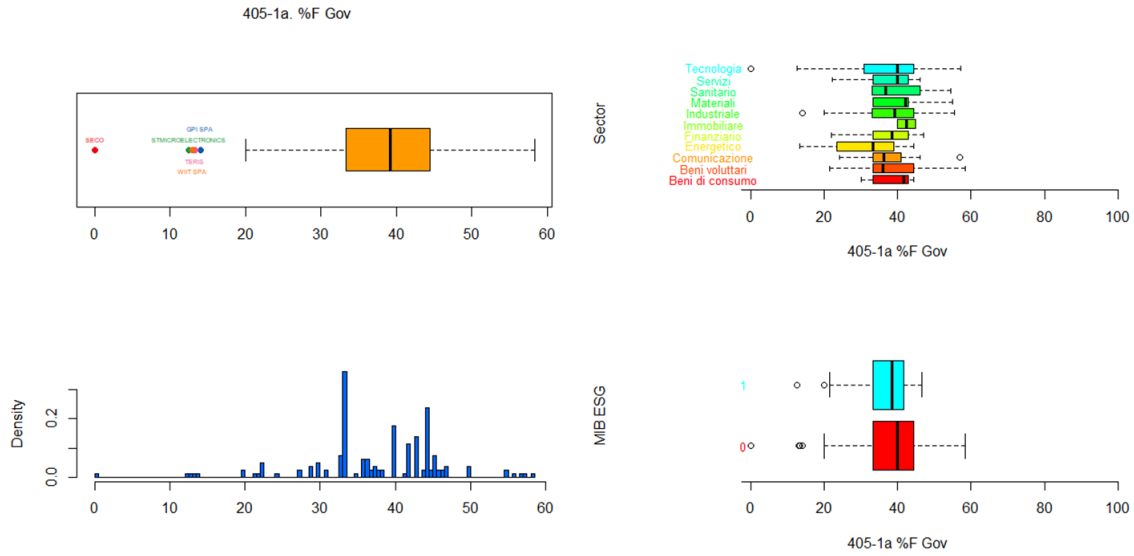 405-1a. %F Gov
GPI SPA
SECO
STMICROELECTRONICS
TERIS
WIIT SPA
0 10 20 30 40 50 60
Sector
Tecnologia
Servizi
Sanitario
Materiali
Industriale
Immobiliare
Finanziario
Energetico
Comunicazione
Beni voluttari
Beni di consumo
0 20 40 60 80 100
405-1a %F Gov
Density
0.0 0.2
0 10 20 30 40 50 60
MIB ESG
1
0
0 20 40 60 80 100
405-1a %F Gov